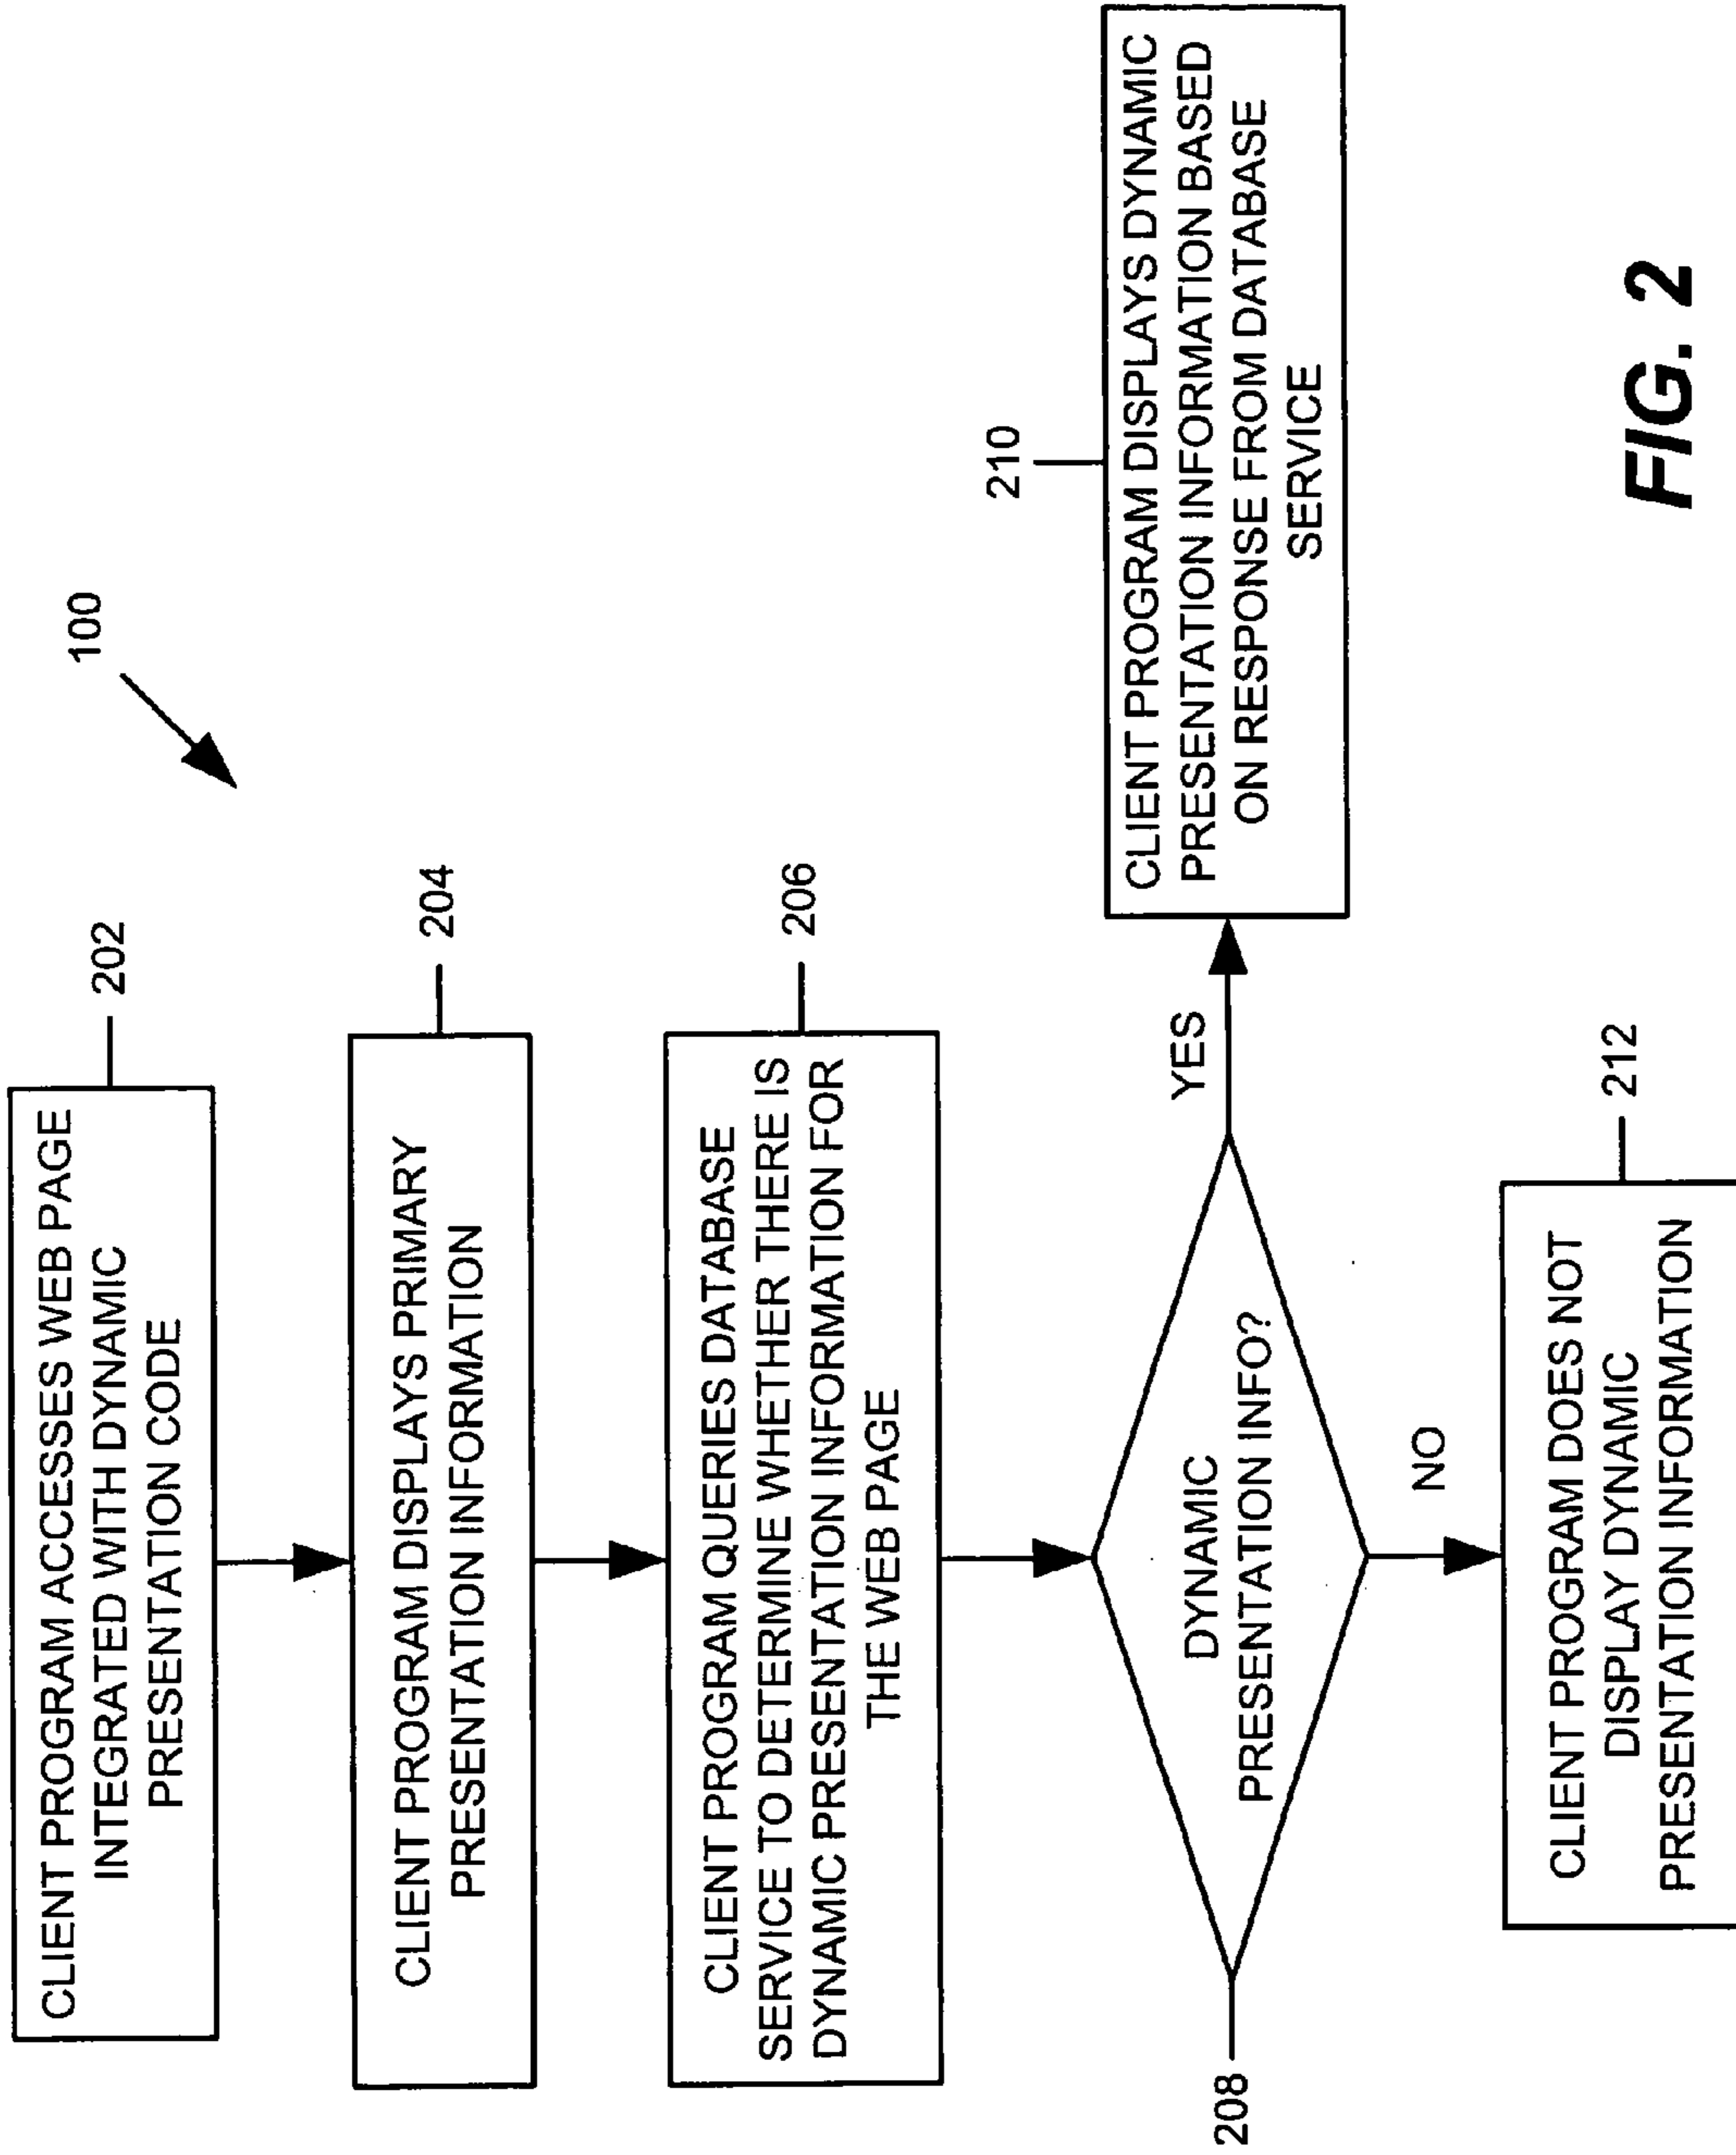 100
CLIENT PROGRAM ACCESSES WEB PAGE
INTEGRATED WITH DYNAMIC
PRESENTATION CODE
202
CLIENT PROGRAM DISPLAYS PRIMARY
PRESENTATION INFORMATION
204
CLIENT PROGRAM QUERIES DATABASE
SERVICE TO DETERMINE WHETHER THERE IS
DYNAMIC PRESENTATION INFORMATION FOR
THE WEB PAGE
206
208
DYNAMIC
PRESENTATION INFO?
YES
210
CLIENT PROGRAM DISPLAYS DYNAMIC
PRESENTATION INFORMATION BASED
ON RESPONSE FROM DATABASE
SERVICE
NO
CLIENT PROGRAM DOES NOT
DISPLAY DYNAMIC
PRESENTATION INFORMATION
212
FIG. 2